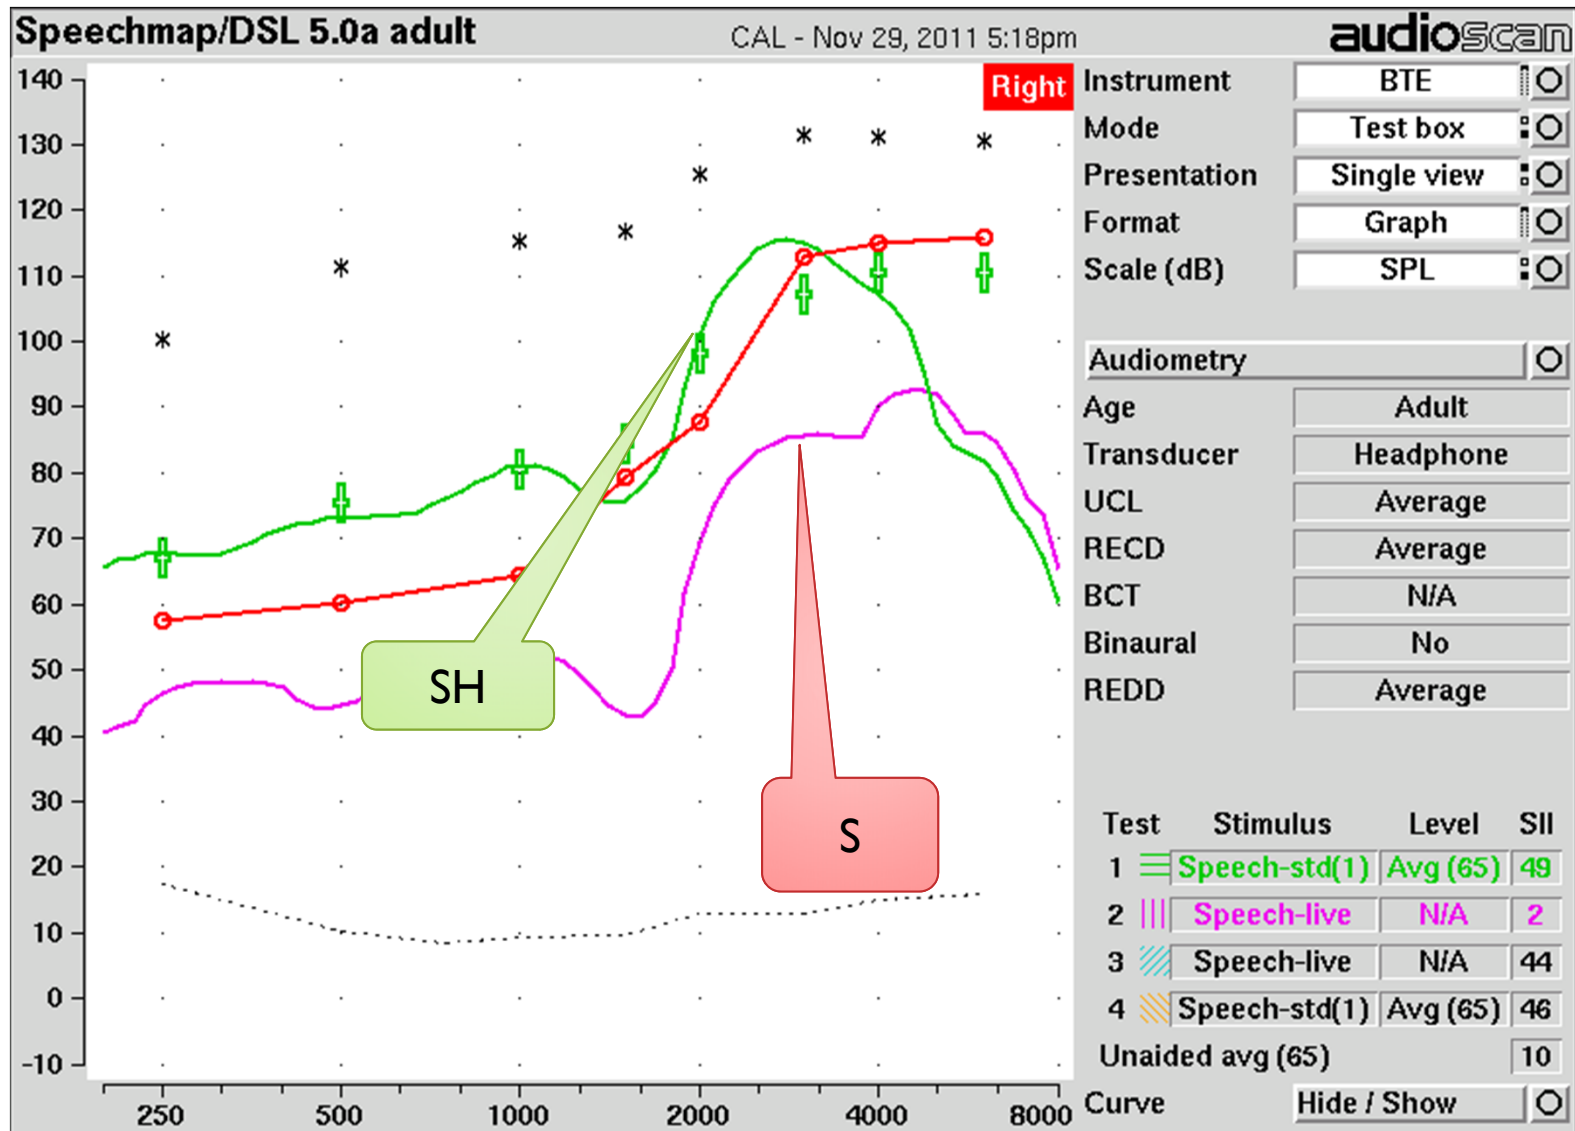 Speechmap/DSL 5.0a adult CAL - Nov 29, 2011 5:18pm audioscan
Right
140
130
120
110
100
90
80
70
60
50
40
30
20
10
0
-10
250 500 1000 2000 4000 8000
SH
S
Instrument BTE
Mode Test box
Presentation Single view
Format Graph
Scale (dB) SPL
Audiometry
Age Adult
Transducer Headphone
UCL Average
RECD Average
BCT N/A
Binaural No
REDD Average
Test Stimulus Level SII
1 Speech-std(1) Avg (65) 49
2 Speech-live N/A 2
3 Speech-live N/A 44
4 Speech-std(1) Avg (65) 46
Unaided avg (65) 10
Curve Hide / Show